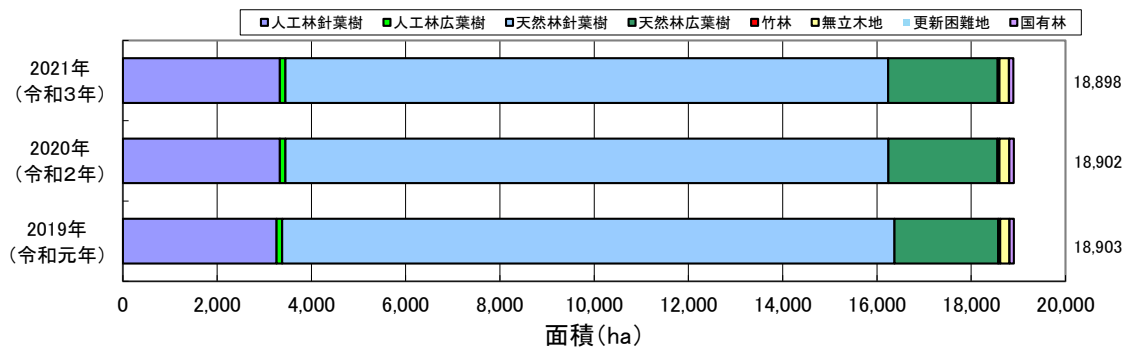 人工林針葉樹 人工林広葉樹 天然林針葉樹 天然林広葉樹 竹林 無立木地 更新困難地 国有林
2021年
（令和３年）
18,898
2020年
（令和２年）
18,902
2019年
（令和元年）
18,903
0 2,000 4,000 6,000 8,000 10,000 12,000 14,000 16,000 18,000 20,000
面積（ha）